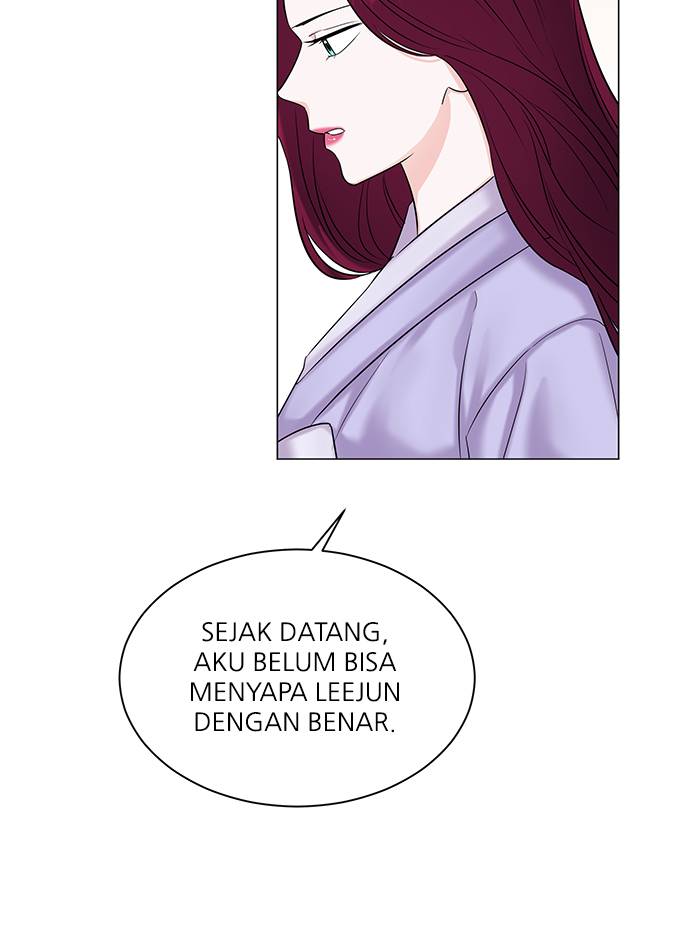 SEJAK DATANG,
AKU BELUM BISA
MENYAPA LEEJUN
DENGAN BENAR.